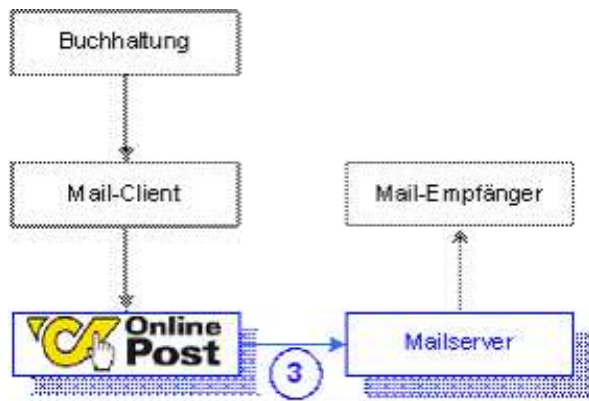 Buchhaltung
Mail-Client
Mail-Empfänger
Online
Post
3
Mailserver